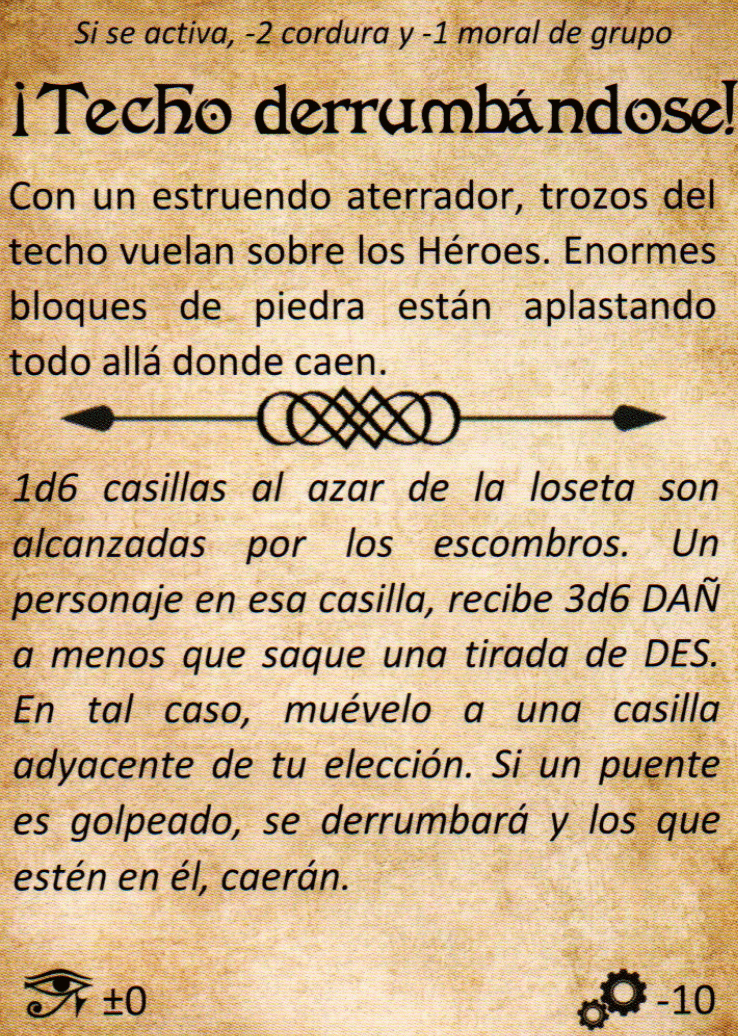 Si se activa, -2 cordura y -1 moral de grupo
¡Techo derrumbándose!
Con un estruendo aterrador, trozos del
techo vuelan sobre los Héroes. Enormes
bloques de piedra están aplastando
todo allá donde caen.
1d6 casillas al azar de la loseta son
alcanzadas por los escombros. Un
personaje en esa casilla, recibe 3d6 DAÑ
a menos que saque una tirada de DES.
En tal caso, muévelo a una casilla
adyacente de tu elección. Si un puente
es golpeado, se derrumbará y los que
estén en él, caerán.
±0
-10